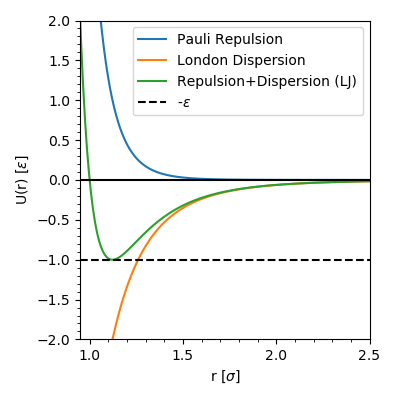 2.0
1.5
1.0
0.5
0.0
−0.5
−1.0
−1.5
−2.0
U(r) [ϵ]
Pauli Repulsion
London Dispersion
Repulsion+Dispersion (LJ)
-ϵ
1.0
1.5
2.0
2.5
r [σ]